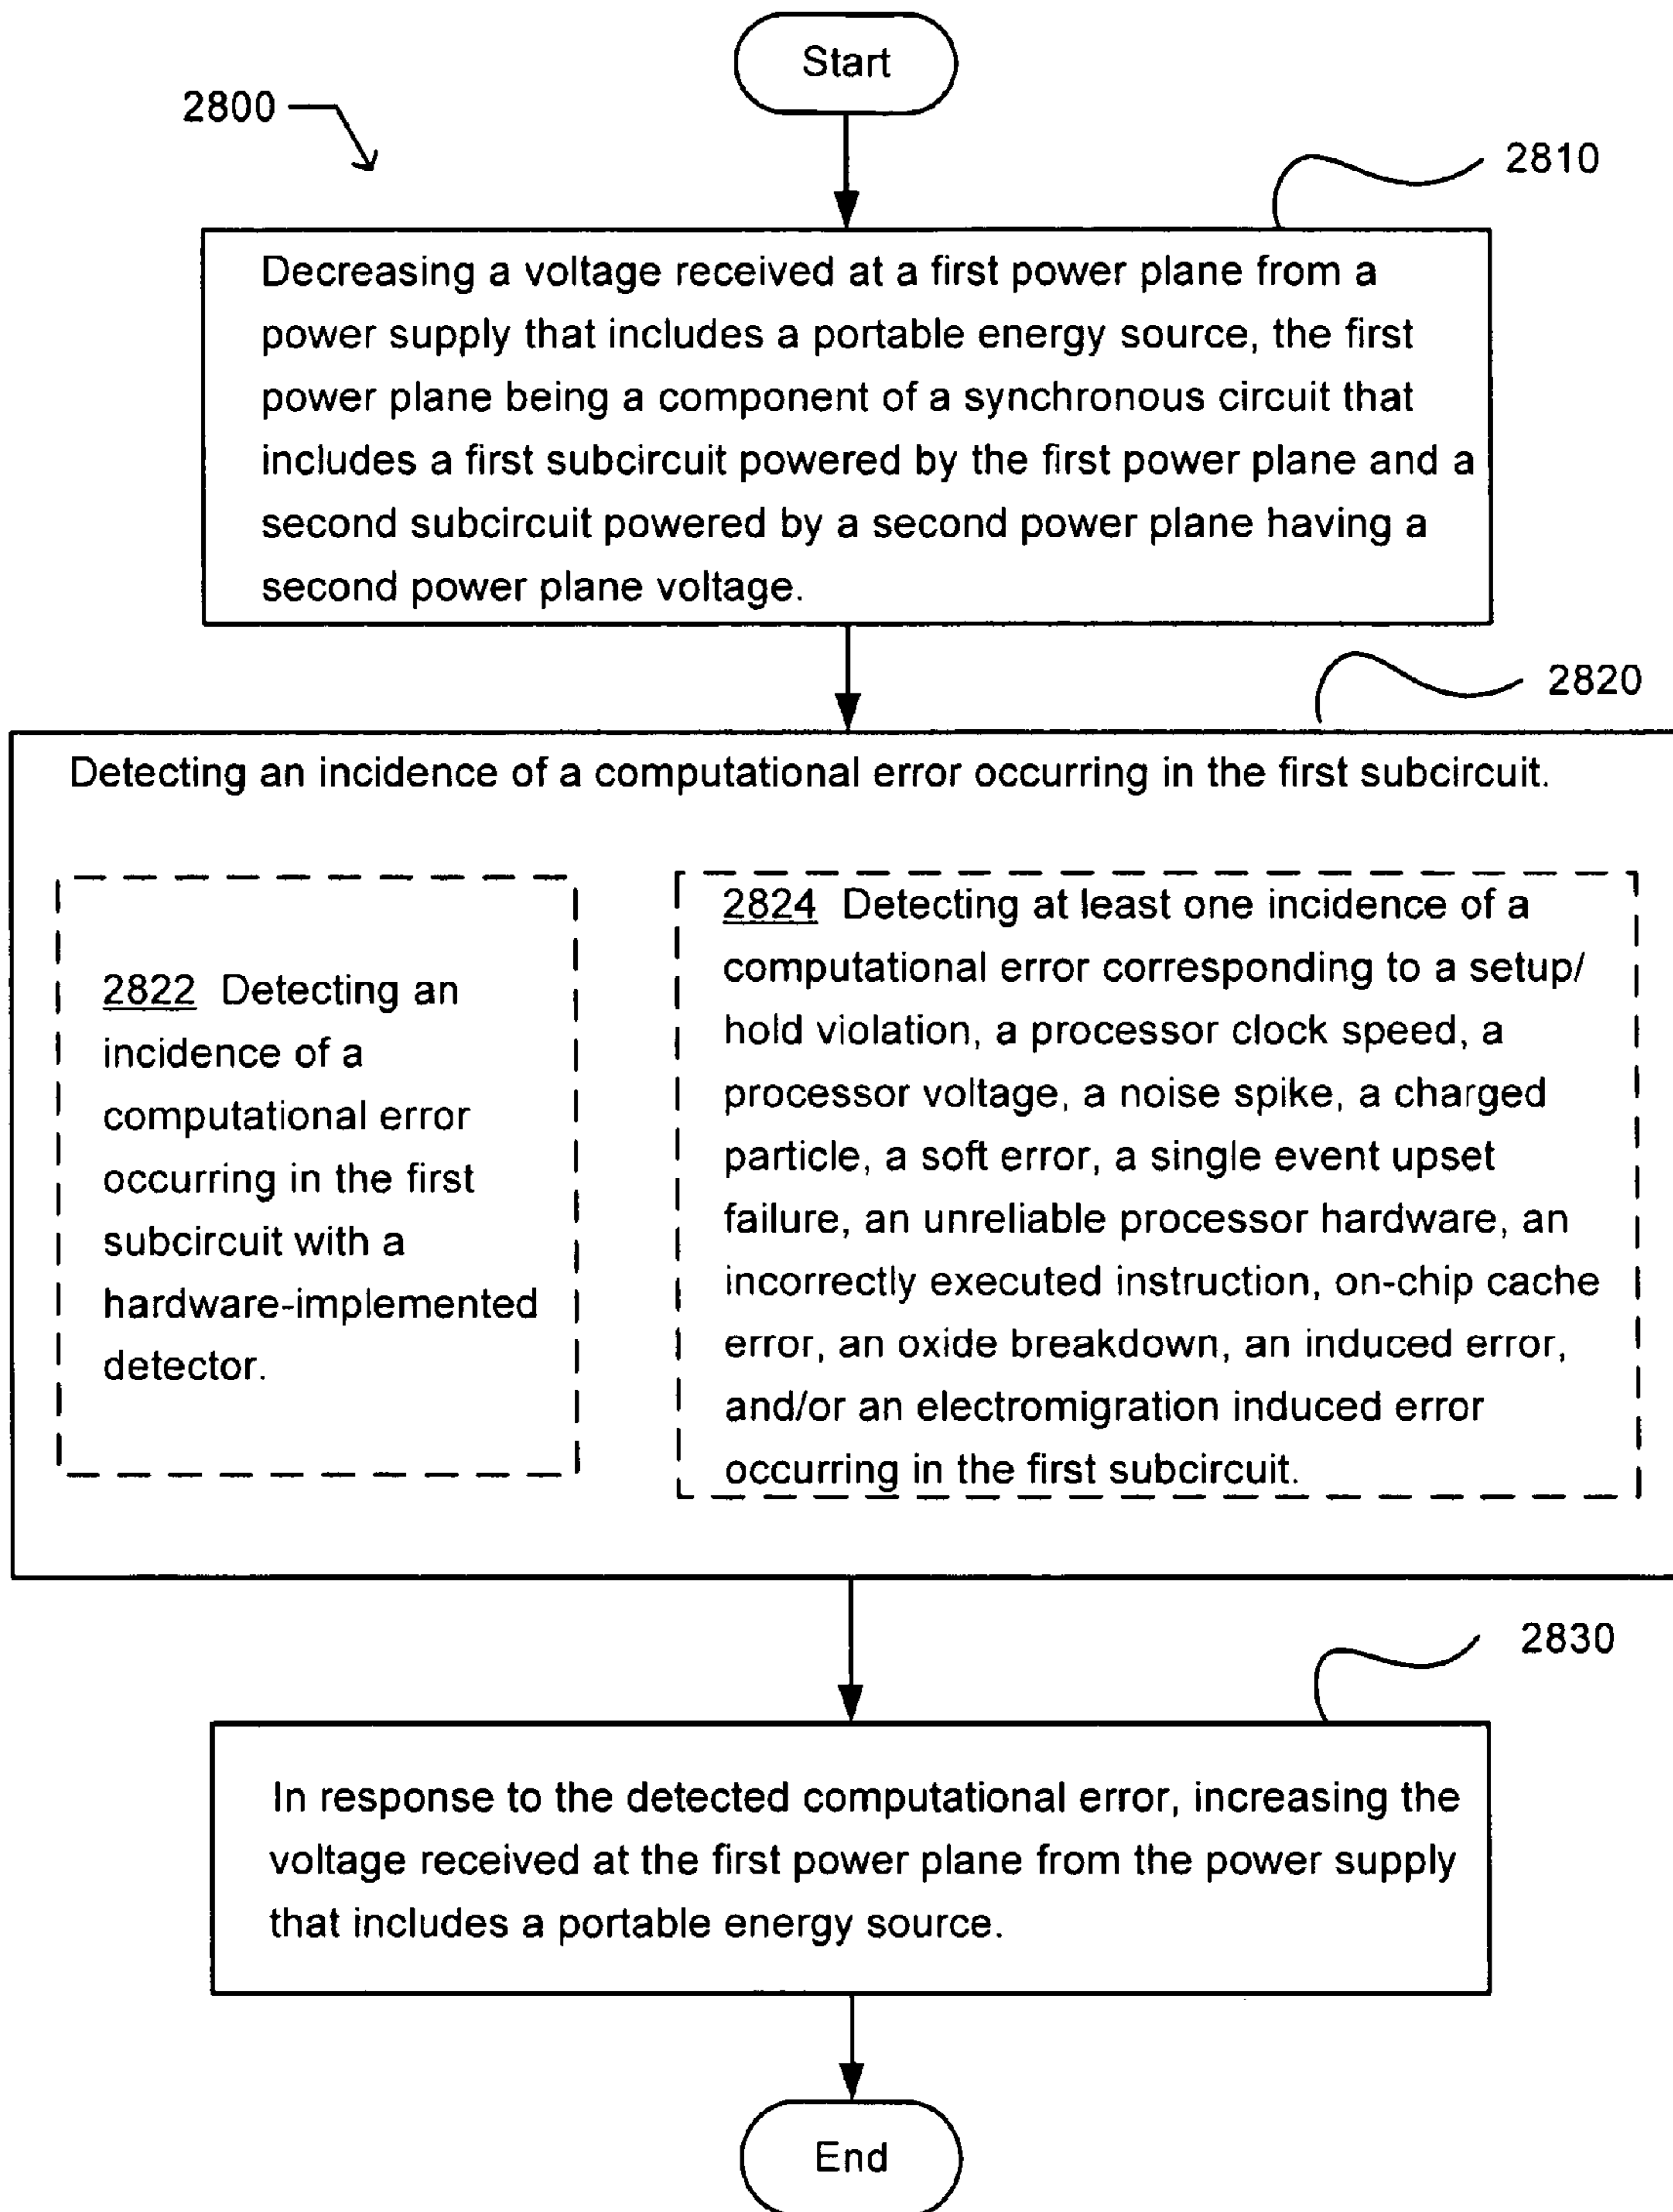 Start
2800
2810
Decreasing a voltage received at a first power plane from a
power supply that includes a portable energy source, the first
power plane being a component of a synchronous circuit that
includes a first subcircuit powered by the first power plane and a
second subcircuit powered by a second power plane having a
second power plane voltage.
2820
Detecting an incidence of a computational error occurring in the first subcircuit.
2822 Detecting an
incidence of a
computational error
occurring in the first
subcircuit with a
hardware-implemented
detector.
2824 Detecting at least one incidence of a
computational error corresponding to a setup/
hold violation, a processor clock speed, a
processor voltage, a noise spike, a charged
particle, a soft error, a single event upset
failure, an unreliable processor hardware, an
incorrectly executed instruction, on-chip cache
error, an oxide breakdown, an induced error,
and/or an electromigration induced error
occurring in the first subcircuit.
2830
In response to the detected computational error, increasing the
voltage received at the first power plane from the power supply
that includes a portable energy source.
End